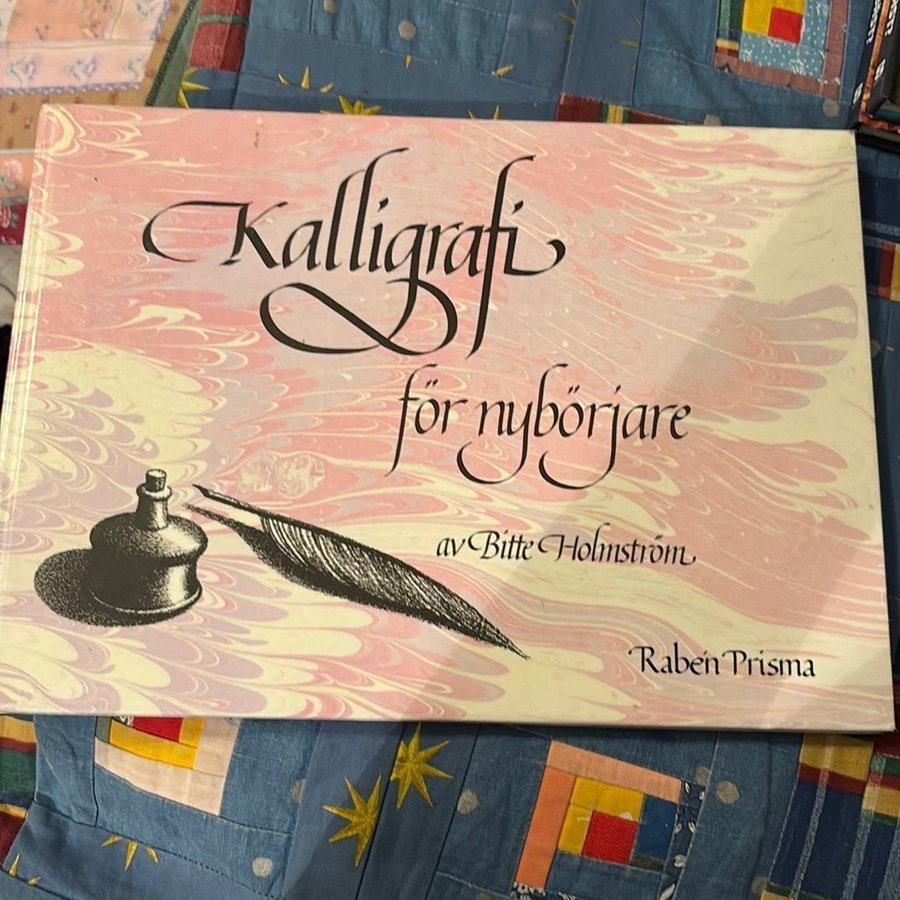 Kalligrafi
för nybörjare
av Bitte Holmström
Rabén Prisma